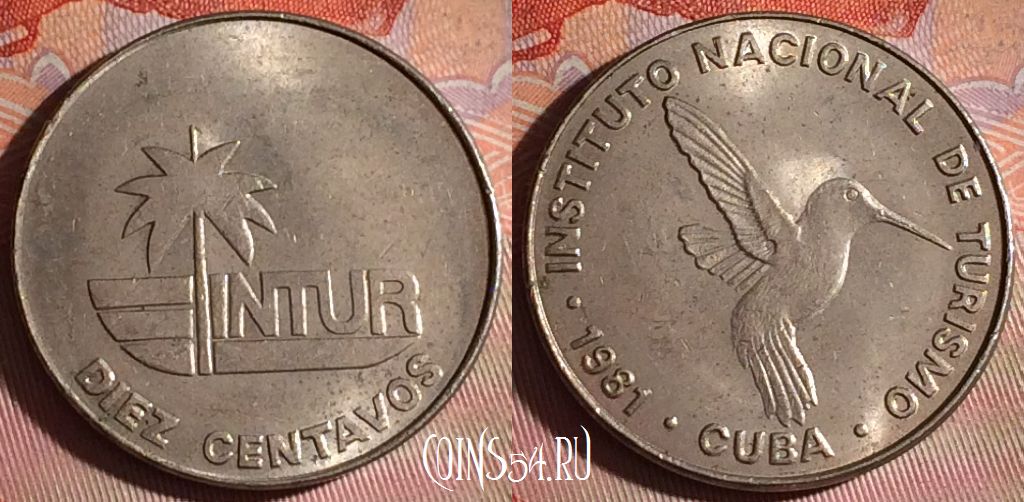 INTUR
DIEZ CENTAVOS
INSTITUTO NACIONAL DE TURISMO
· CUBA ·
1981 ·
COINS54.RU